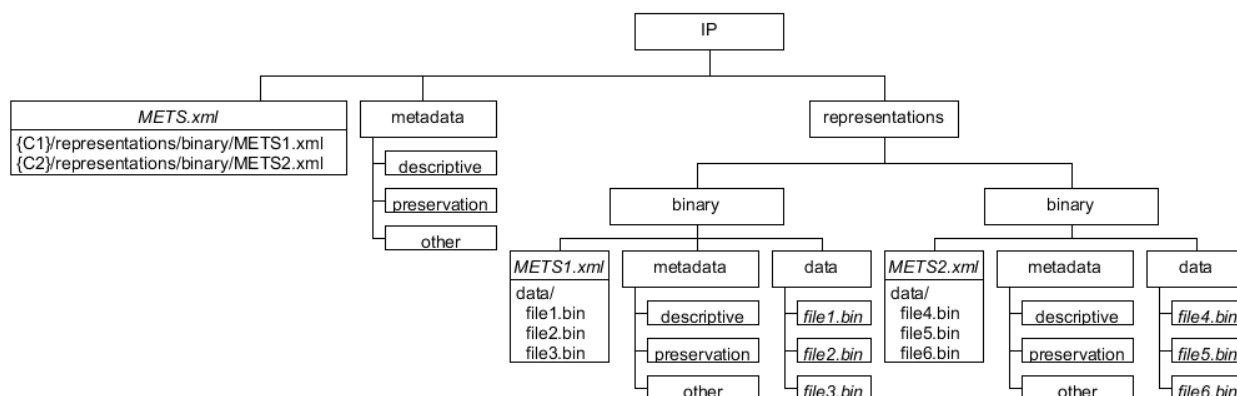 IP
METS.xml
{C1}/representations/binary/METS1.xml
{C2}/representations/binary/METS2.xml
metadata
descriptive
preservation
other
representations
binary
METS1.xml
data/
file1.bin
file2.bin
file3.bin
metadata
descriptive
preservation
other
data
file1.bin
file2.bin
file3.bin
binary
METS2.xml
data/
file4.bin
file5.bin
file6.bin
metadata
descriptive
preservation
other
data
file4.bin
file5.bin
file6.bin